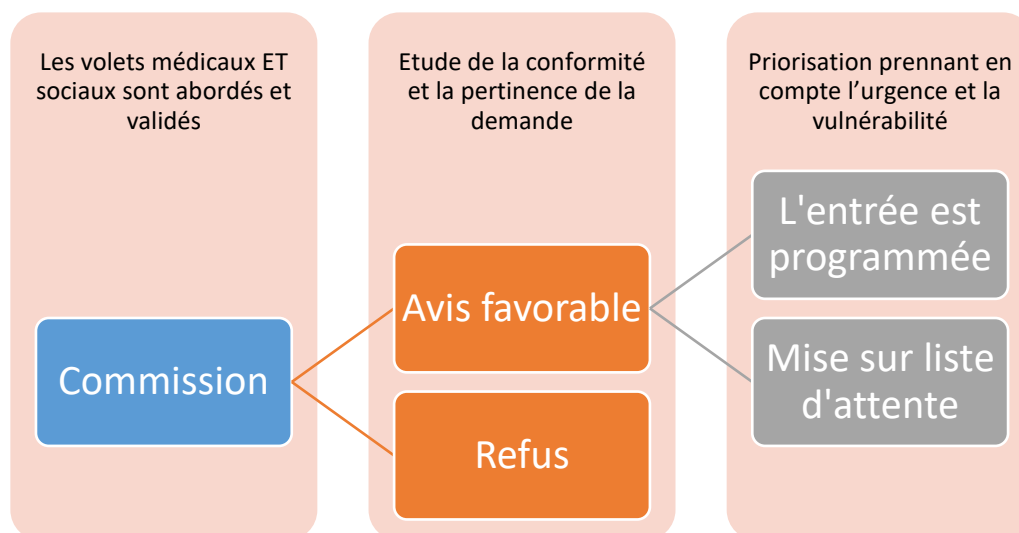 Les volets médicaux ET
sociaux sont abordés et
validés
Commission
Etude de la conformité
et la pertinence de la
demande
Avis favorable
Refus
Priorisation prennant en
compte l’urgence et la
vulnérabilité
L'entrée est
programmée
Mise sur liste
d'attente